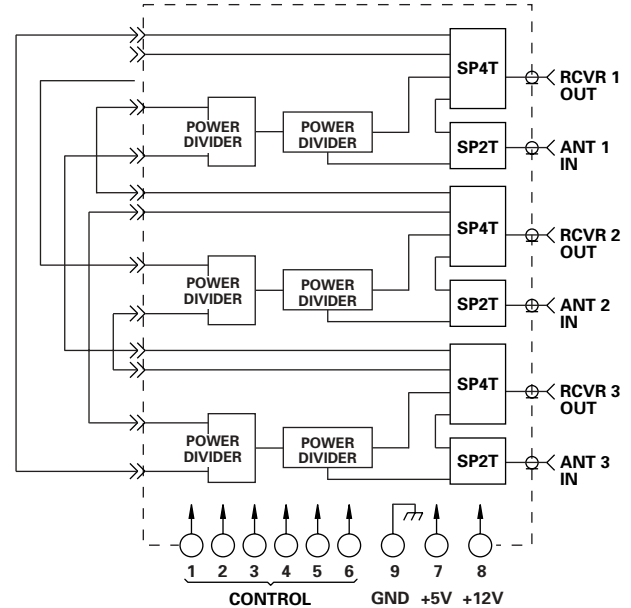 SP4T
RCVR 1
OUT
POWER
DIVIDER
POWER
DIVIDER
SP2T
ANT 1
IN
SP4T
RCVR 2
OUT
POWER
DIVIDER
POWER
DIVIDER
SP2T
ANT 2
IN
SP4T
RCVR 3
OUT
POWER
DIVIDER
POWER
DIVIDER
SP2T
ANT 3
IN
1 2 3 4 5 6 9 7 8
CONTROL GND +5V +12V